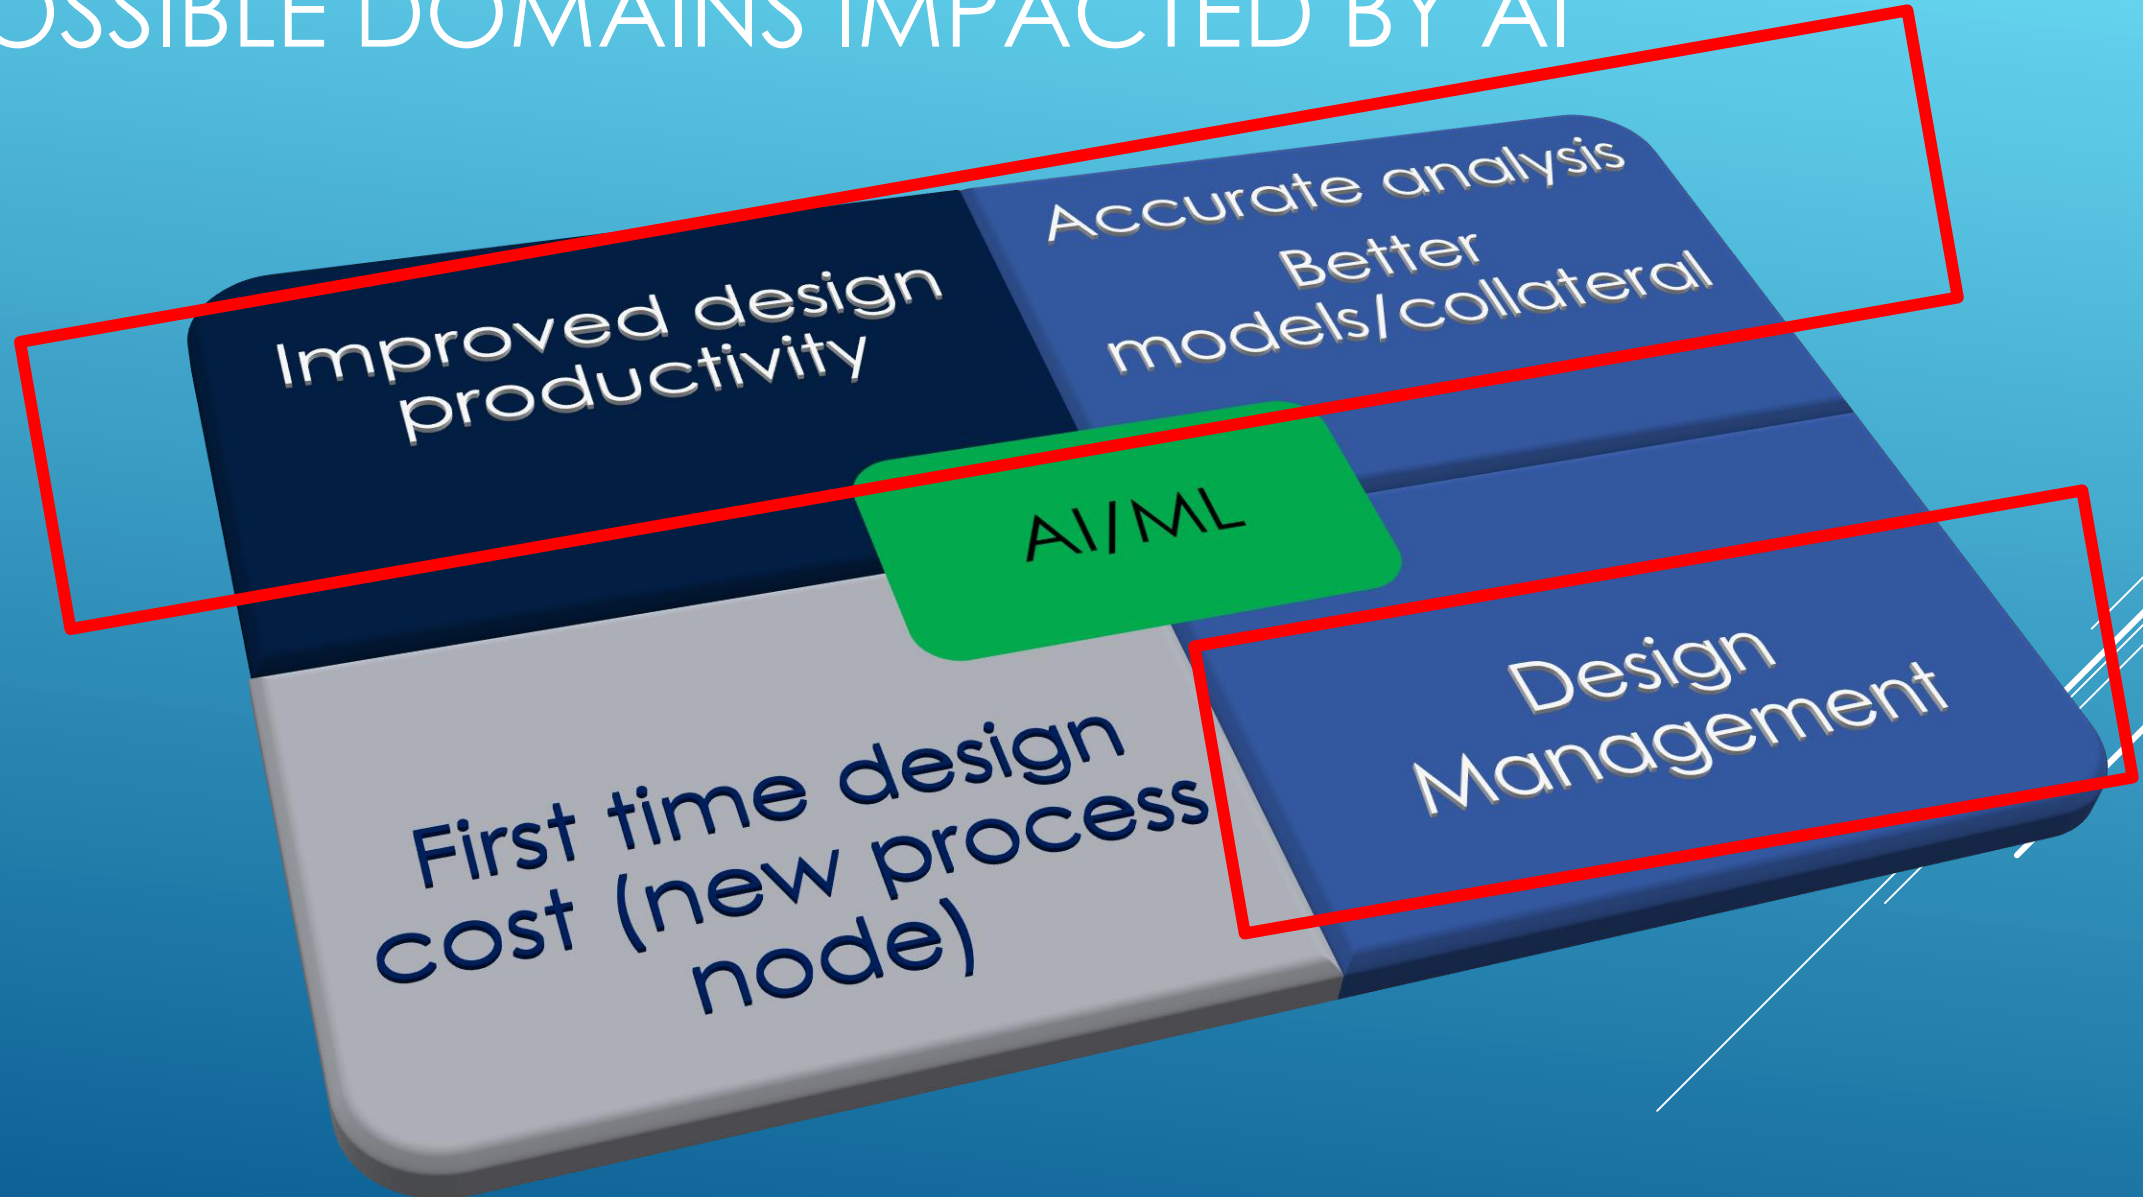 OSSIBLE DOMAINS IMPACTED BY AI
Improved design
productivity
Accurate analysis
Better
models/collateral
AI/ML
First time design
cost (new process
node)
Design
Management